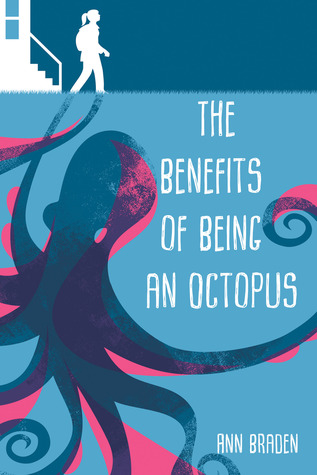 THE
BENEFITS
OF BEING
AN OCTOPUS
ANN BRADEN